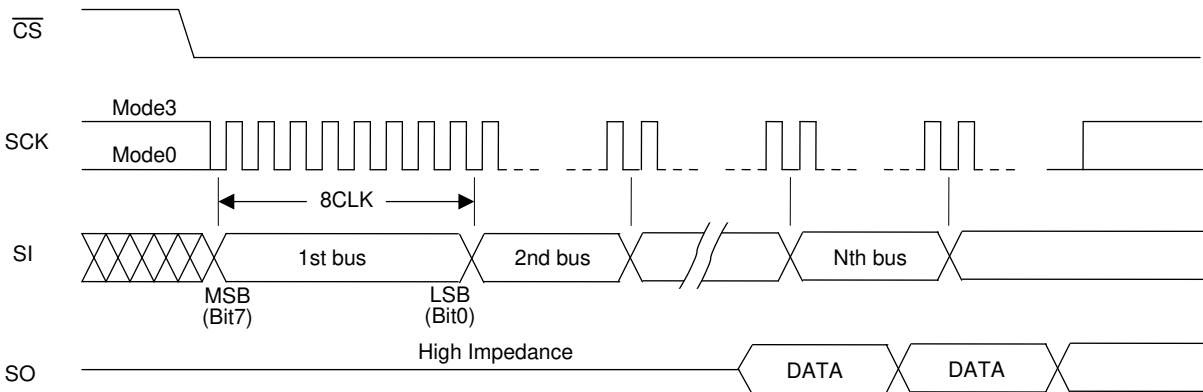 CS
Mode3
SCK
Mode0
8CLK
SI
1st bus
2nd bus
Nth bus
MSB
(Bit7)
LSB
(Bit0)
High Impedance
SO
DATA
DATA